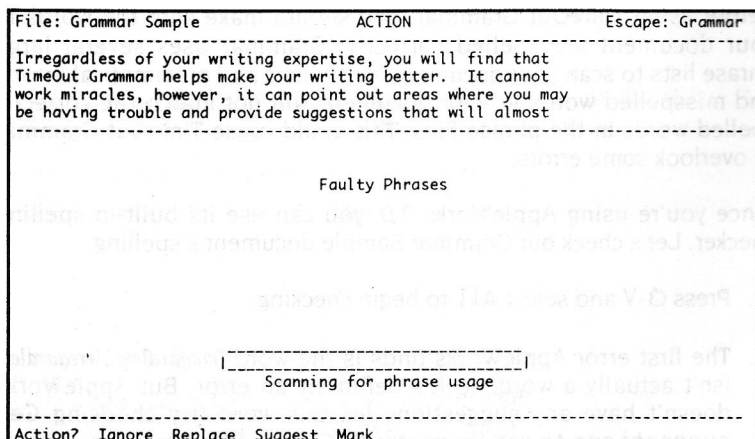 File: Grammar Sample ACTION Escape: Grammar
Irregardless of your writing expertise, you will find that
TimeOut Grammar helps make your writing better. It cannot
work miracles, however, it can point out areas where you may
be having trouble and provide suggestions that will almost
Faulty Phrases
Scanning for phrase usage
Action? Ignore Replace Suggest Mark